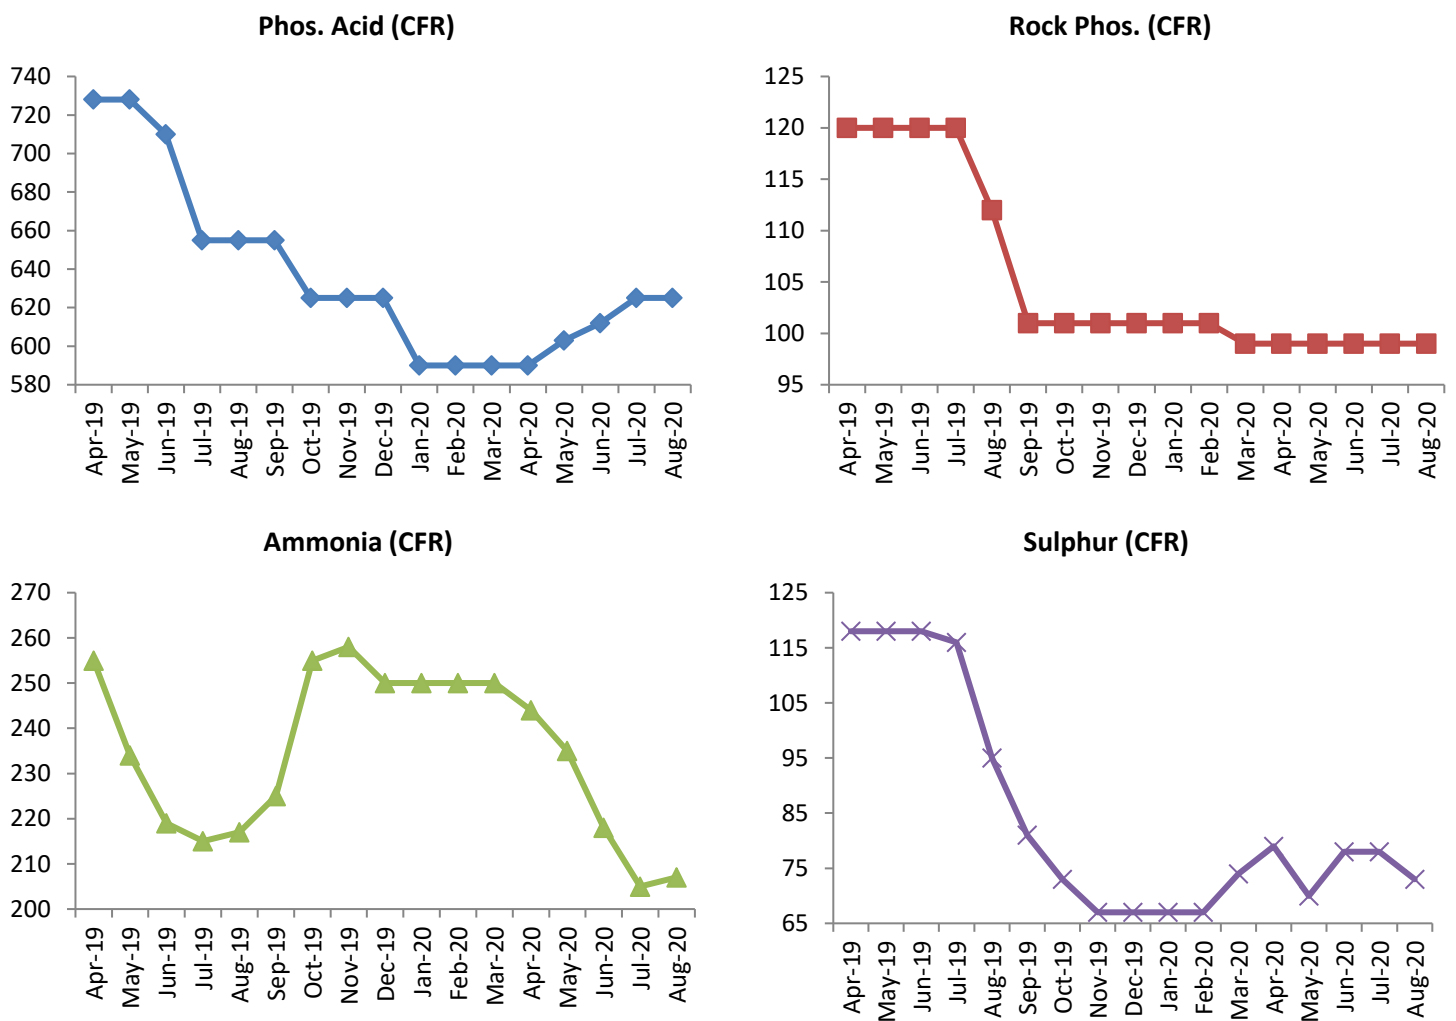 Phos. Acid (CFR)
740
720
700
680
660
640
620
600
580
Apr-19
May-19
Jun-19
Jul-19
Aug-19
Sep-19
Oct-19
Nov-19
Dec-19
Jan-20
Feb-20
Mar-20
Apr-20
May-20
Jun-20
Jul-20
Aug-20
Rock Phos. (CFR)
125
120
115
110
105
100
95
Apr-19
May-19
Jun-19
Jul-19
Aug-19
Sep-19
Oct-19
Nov-19
Dec-19
Jan-20
Feb-20
Mar-20
Apr-20
May-20
Jun-20
Jul-20
Aug-20
Ammonia (CFR)
270
260
250
240
230
220
210
200
Apr-19
May-19
Jun-19
Jul-19
Aug-19
Sep-19
Oct-19
Nov-19
Dec-19
Jan-20
Feb-20
Mar-20
Apr-20
May-20
Jun-20
Jul-20
Aug-20
Sulphur (CFR)
125
115
105
95
85
75
65
Apr-19
May-19
Jun-19
Jul-19
Aug-19
Sep-19
Oct-19
Nov-19
Dec-19
Jan-20
Feb-20
Mar-20
Apr-20
May-20
Jun-20
Jul-20
Aug-20